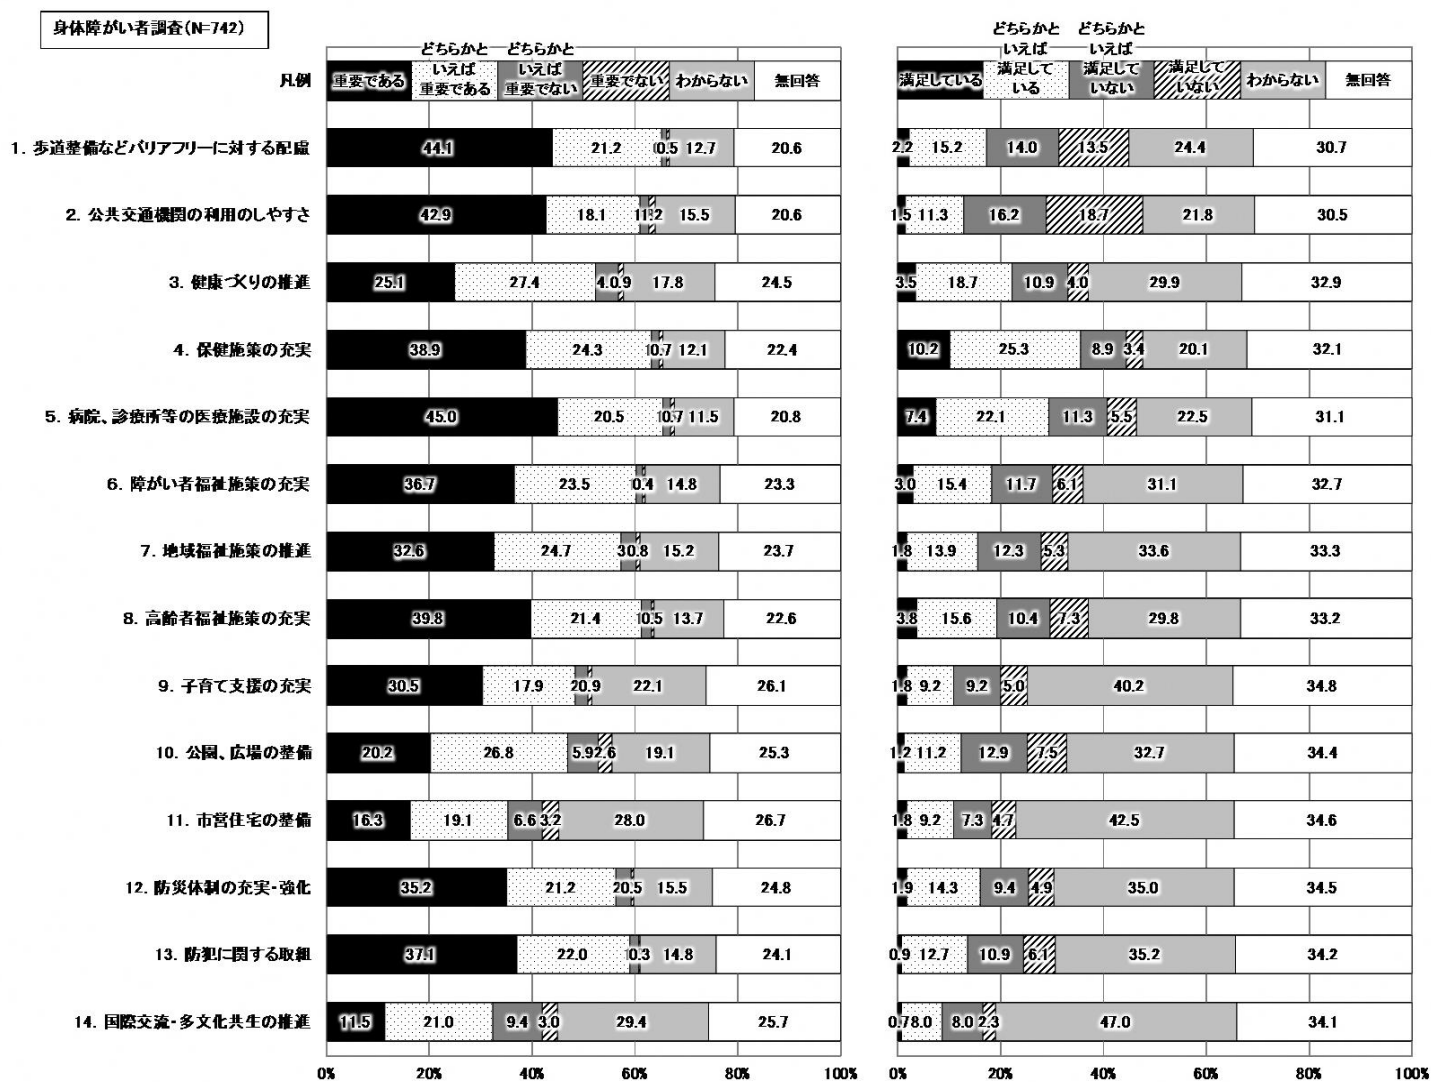 身体障がい者調査(N=742)
凡例
重要である
どちらかと
いえば
重要である
どちらかと
いえば
重要でない
重要でない
わからない
無回答
満足している
どちらかと
いえば
満足して
いる
どちらかと
いえば
満足して
いない
満足して
いない
わからない
無回答
1. 歩道整備などバリアフリーに対する配慮
44.1 21.2 0.5 12.7 20.6
2.2 15.2 14.0 13.5 24.4 30.7
2. 公共交通機関の利用のしやすさ
42.9 18.1 1.2 15.5 20.6
1.5 11.3 16.2 18.7 21.8 30.5
3. 健康づくりの推進
25.1 27.4 4.0 0.9 17.8 24.5
3.5 18.7 10.9 4.0 29.9 32.9
4. 保健施策の充実
38.9 24.3 0.7 12.1 22.4
10.2 25.3 8.9 3.4 20.1 32.1
5. 病院、診療所等の医療施設の充実
45.0 20.5 0.7 11.5 20.8
7.4 22.1 11.3 5.5 22.5 31.1
6. 障がい者福祉施策の充実
36.7 23.5 0.4 14.8 23.3
3.0 15.4 11.7 6.1 31.1 32.7
7. 地域福祉施策の推進
32.6 24.7 0.8 15.2 23.7
1.8 13.9 12.3 5.3 33.6 33.3
8. 高齢者福祉施策の充実
39.8 21.4 0.5 13.7 22.6
3.8 15.6 10.4 7.3 29.8 33.2
9. 子育て支援の充実
30.5 17.9 0.9 22.1 26.1
1.8 9.2 9.2 5.0 40.2 34.8
10. 公園、広場の整備
20.2 26.8 5.9 2.6 19.1 25.3
1.2 11.2 12.9 7.5 32.7 34.4
11. 市営住宅の整備
16.3 19.1 6.6 3.2 28.0 26.7
1.8 9.2 7.3 4.7 42.5 34.6
12. 防災体制の充実・強化
35.2 21.2 0.5 15.5 24.8
1.9 14.3 9.4 4.9 35.0 34.5
13. 防犯に関する取組
37.1 22.0 0.3 14.8 24.1
0.9 12.7 10.9 6.1 35.2 34.2
14. 国際交流・多文化共生の推進
11.5 21.0 9.4 3.0 29.4 25.7
0.7 8.0 8.0 2.3 47.0 34.1
0% 20% 40% 60% 80% 100%
0% 20% 40% 60% 80% 100%